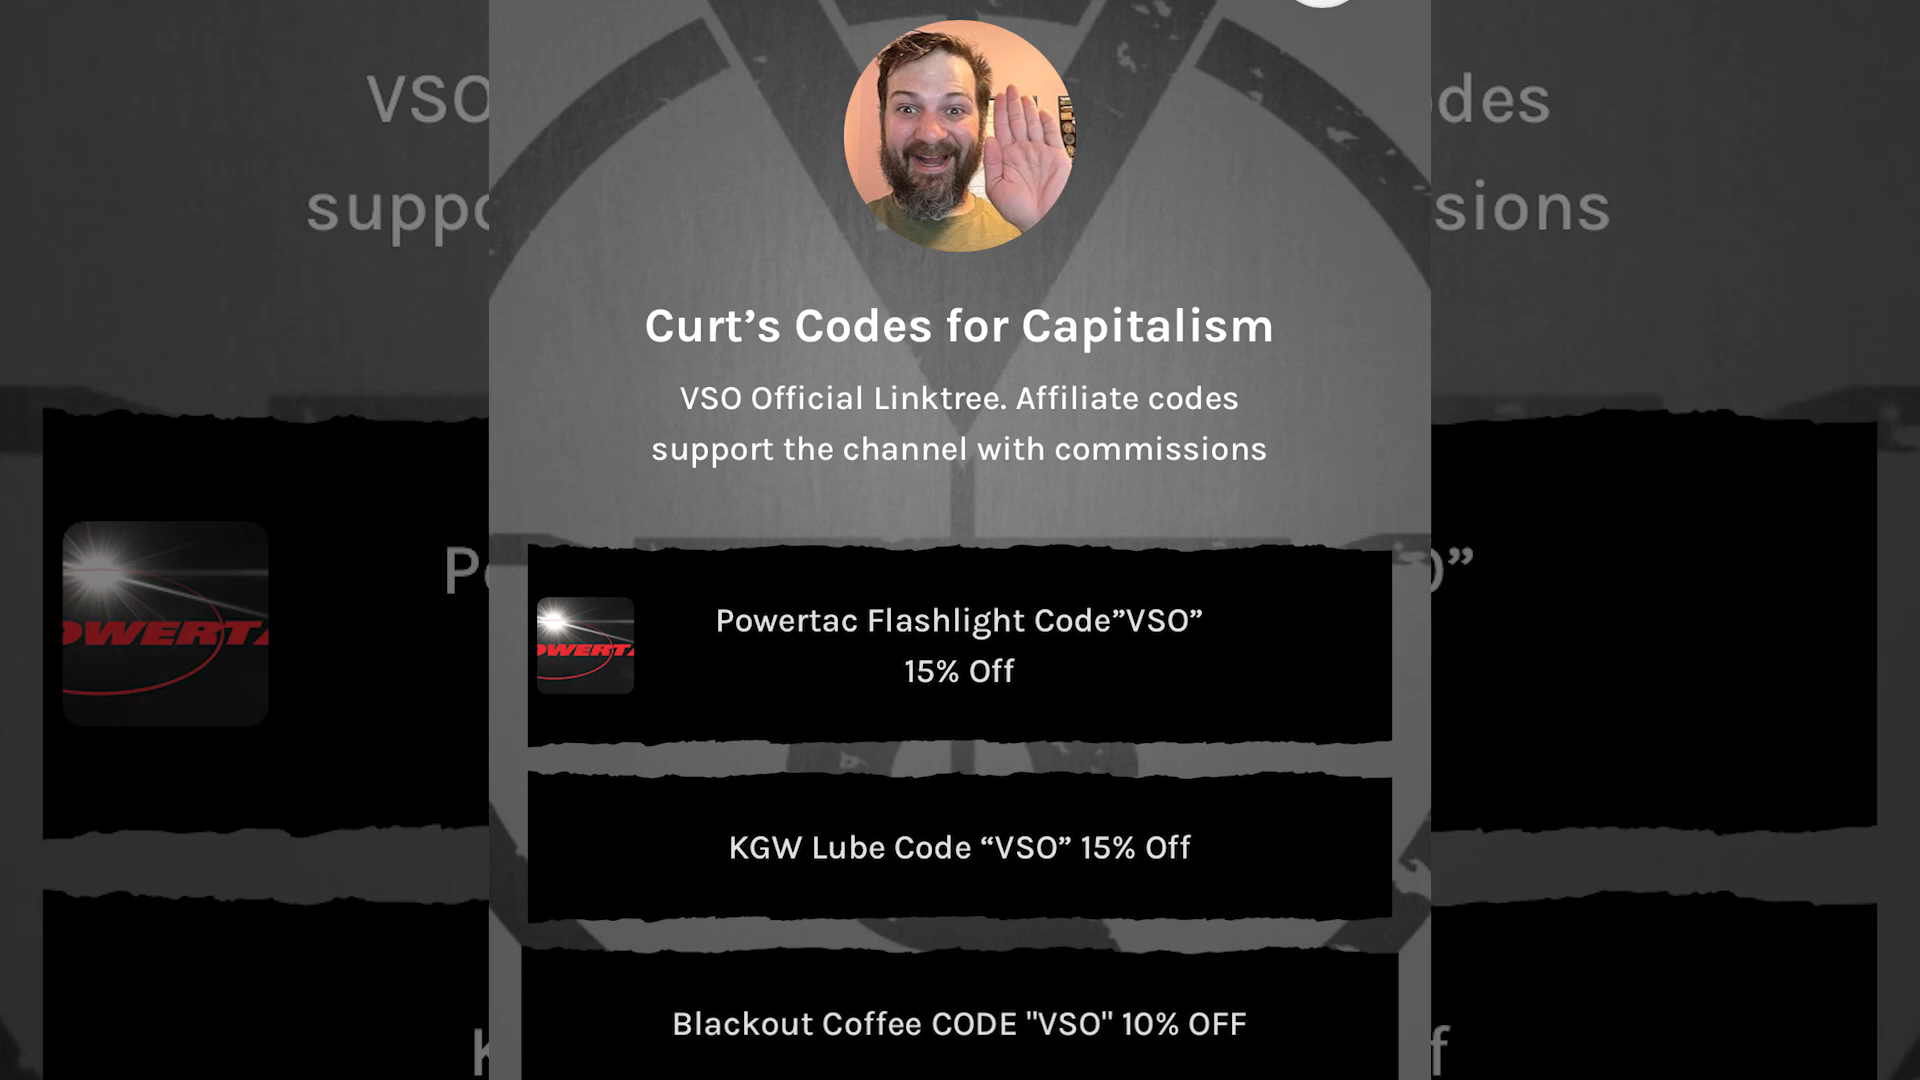 Curt’s Codes for Capitalism
VSO Official Linktree. Affiliate codes
support the channel with commissions
Powertac Flashlight Code”VSO”
15% Off
KGW Lube Code “VSO” 15% Off
Blackout Coffee CODE "VSO" 10% OFF